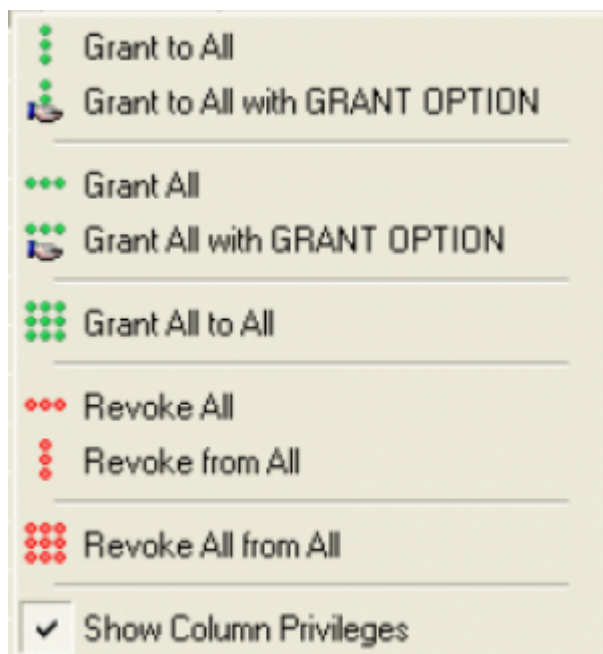 Grant to All
Grant to All with GRANT OPTION
Grant All
Grant All with GRANT OPTION
Grant All to All
Revoke All
Revoke from All
Revoke All from All
Show Column Privileges